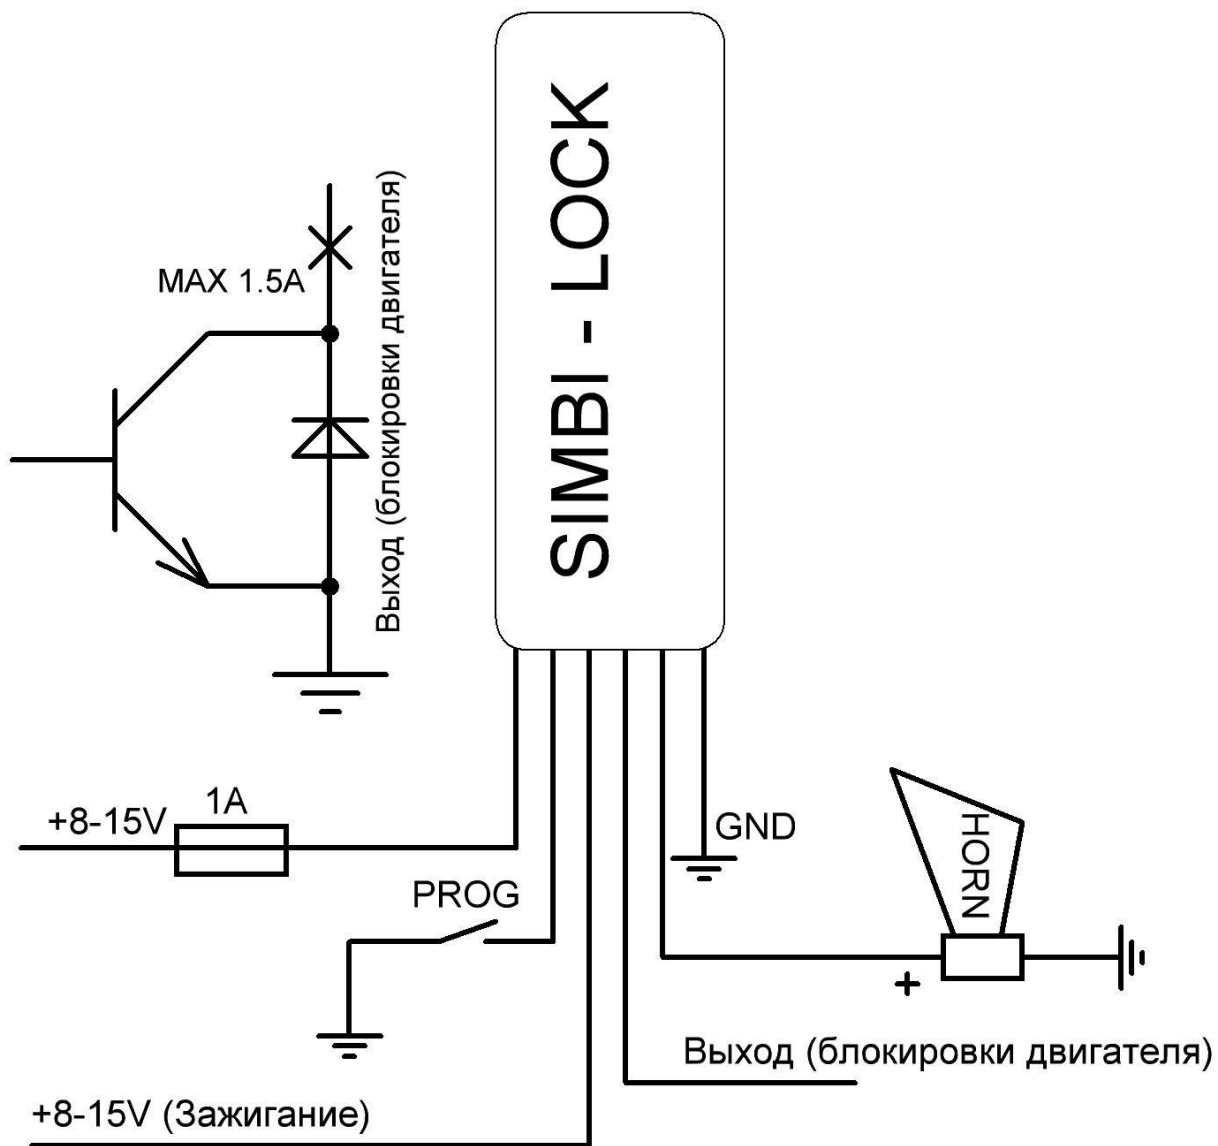 SIMBI - LOCK
MAX 1.5A
Выход (блокировки двигателя)
+8-15V
1A
GND
PROG
HORN
+
Выход (блокировки двигателя)
+8-15V (Зажигание)